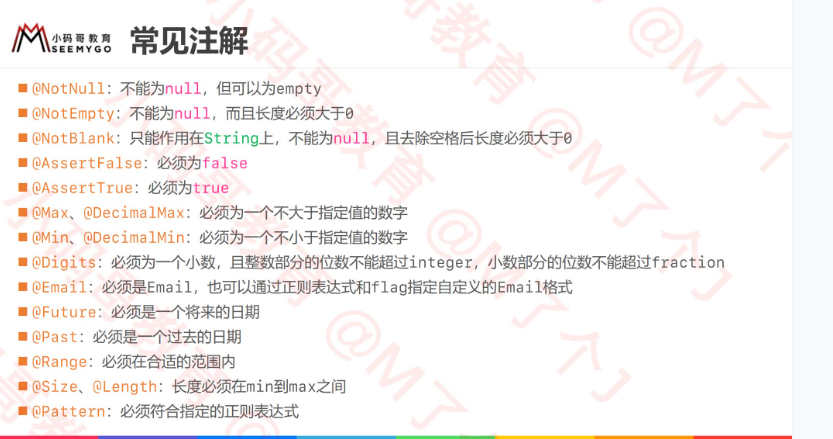 小码哥教育
SEEMYGO
常见注解
@NotNull：不能为null，但可以为empty
@NotEmpty：不能为null，而且长度必须大于0
@NotBlank：只能作用在String上，不能为null，且去除空格后长度必须大于0
@AssertFalse：必须为false
@AssertTrue：必须为true
@Max、@DecimalMax：必须为一个不大于指定值的数字
@Min、@DecimalMin：必须为一个不小于指定值的数字
@Digits：必须为一个小数，且整数部分的位数不能超过integer，小数部分的位数不能超过fraction
@Email：必须是Email，也可以通过正则表达式和flag指定自定义的Email格式
@Future：必须是一个将来的日期
@Past：必须是一个过去的日期
@Range：必须在合适的范围内
@Size、@Length：长度必须在min到max之间
@Pattern：必须符合指定的正则表达式
小码哥教育 @M了个J